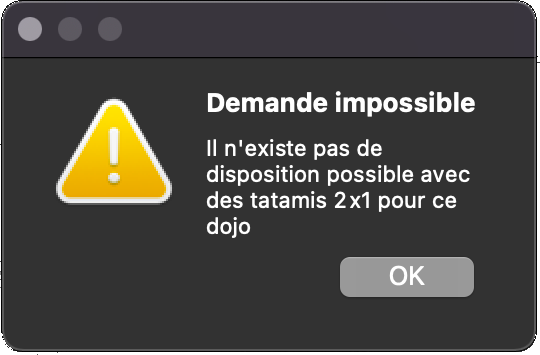 Demande impossible
Il n'existe pas de
disposition possible avec
des tatamis 2x1 pour ce
dojo
OK